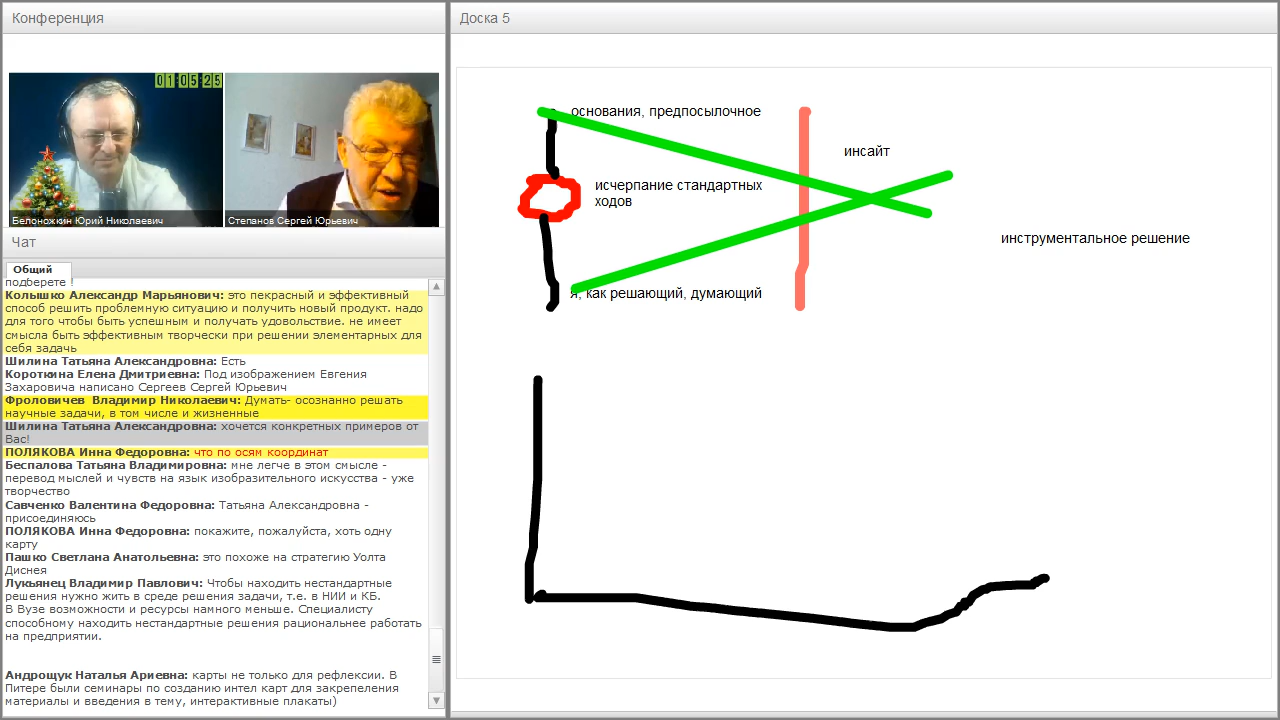 Конференция
01:05:25
Белоножкин Юрий Николаевич
Степанов Сергей Юрьевич
Чат
Общий
подберете !
Колышко Александр Марьянович: это пекрасный и эффективный
способ решить проблемную ситуацию и получить новый продукт. надо
для того чтобы быть успешным и получать удовольствие. не имеет
смысла быть эффективным творчески при решении элементарных для
себя задачь
Шилина Татьяна Александровна: Есть
Короткина Елена Дмитриевна: Под изображением Евгения
Захаровича написано Сергеев Сергей Юрьевич
Фроловичев Владимир Николаевич: Думать- осознанно решать
научные задачи, в том числе и жизненные
Шилина Татьяна Александровна: хочется конкретных примеров от
Вас!
ПОЛЯКОВА Инна Федоровна: что по осям координат
Беспалова Татьяна Владимировна: мне легче в этом смысле -
перевод мыслей и чувств на язык изобразительного искусства - уже
творчество
Савченко Валентина Федоровна: Татьяна Александровна -
присоединяюсь
ПОЛЯКОВА Инна Федоровна: покажите, пожалуйста, хоть одну
карту
Пашко Светлана Анатольевна: это похоже на стратегию Уолта
Диснея
Лукьянец Владимир Павлович: Чтобы находить нестандартные
решения нужно жить в среде решения задачи, т.е. в НИИ и КБ.
В Вузе возможности и ресурсы намного меньше. Специалисту
способному находить нестандартные решения рациональнее работать
на предприятии.
Андрощук Наталья Ариевна: карты не только для рефлексии. В
Питере были семинары по созданию интел карт для закрепеления
материалы и введения в тему, интерактивные плакаты)
Доска 5
основания, предпосылочное
инсайт
исчерпание стандартных
ходов
инструментальное решение
я, как решающий, думающий